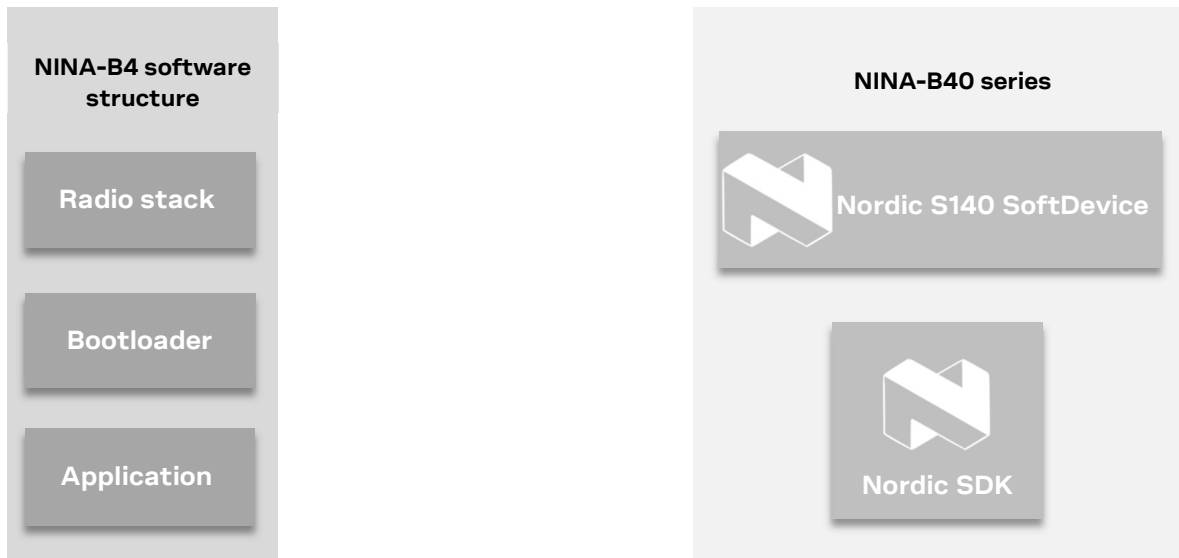 NINA-B4 software
structure
Radio stack
Bootloader
Application
NINA-B40 series
Nordic S140 SoftDevice
Nordic SDK